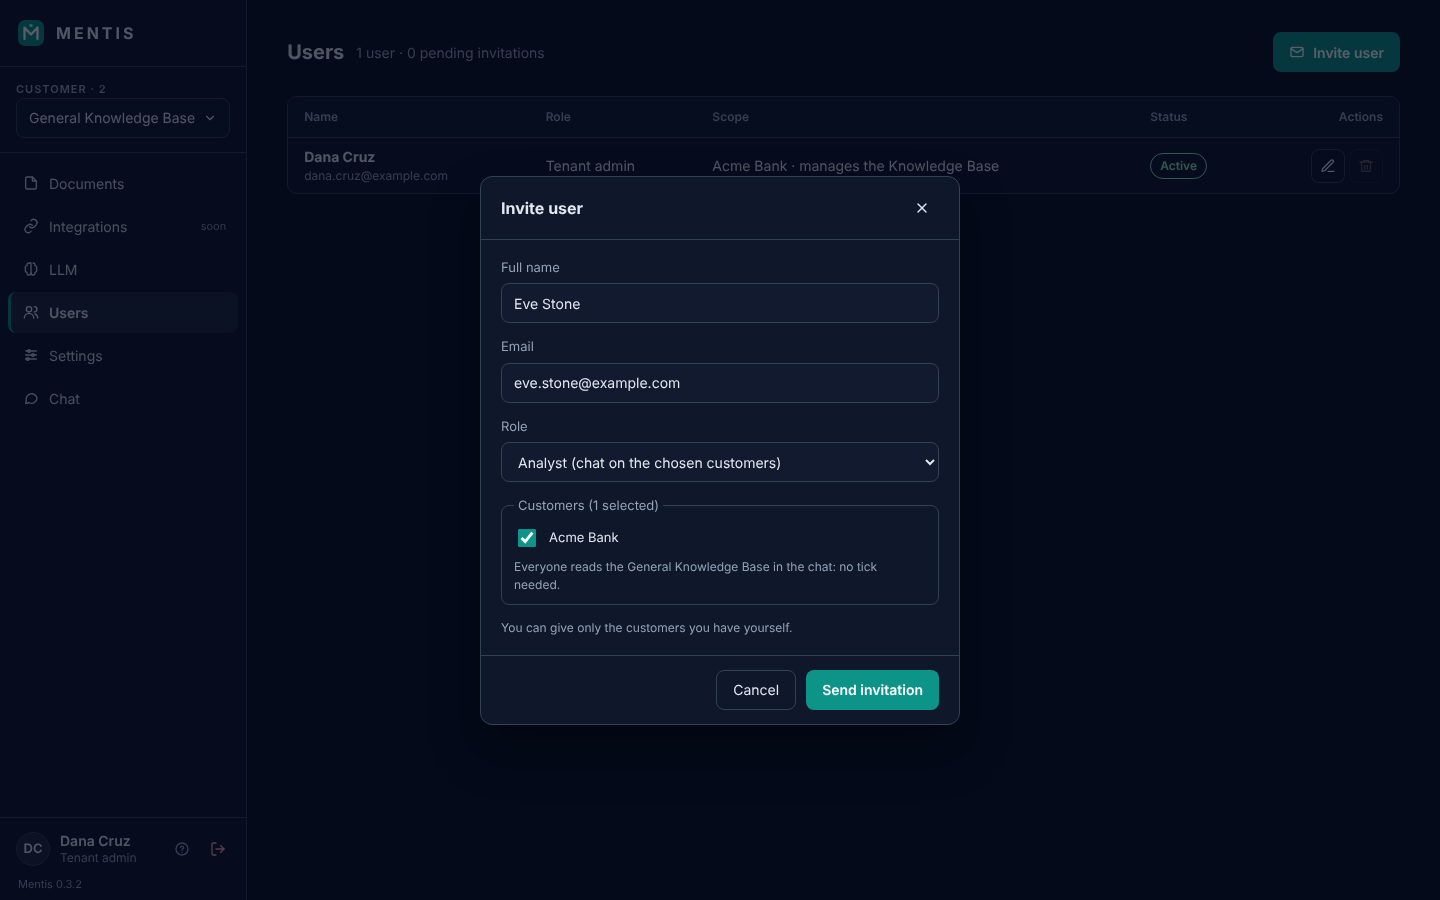 MENTIS
CUSTOMER · 2
General Knowledge Base
Documents
Integrations soon
LLM
Users
Settings
Chat
DC
Dana Cruz
Tenant admin
Mentis 0.3.2
Users 1 user · 0 pending invitations
Invite user
Name Role Scope Status Actions
Dana Cruz
dana.cruz@example.com
Tenant admin
Acme Bank · manages the Knowledge Base
Active
Invite user
Full name
Eve Stone
Email
eve.stone@example.com
Role
Analyst (chat on the chosen customers)
Customers (1 selected)
Acme Bank
Everyone reads the General Knowledge Base in the chat: no tick
needed.
You can give only the customers you have yourself.
Cancel
Send invitation